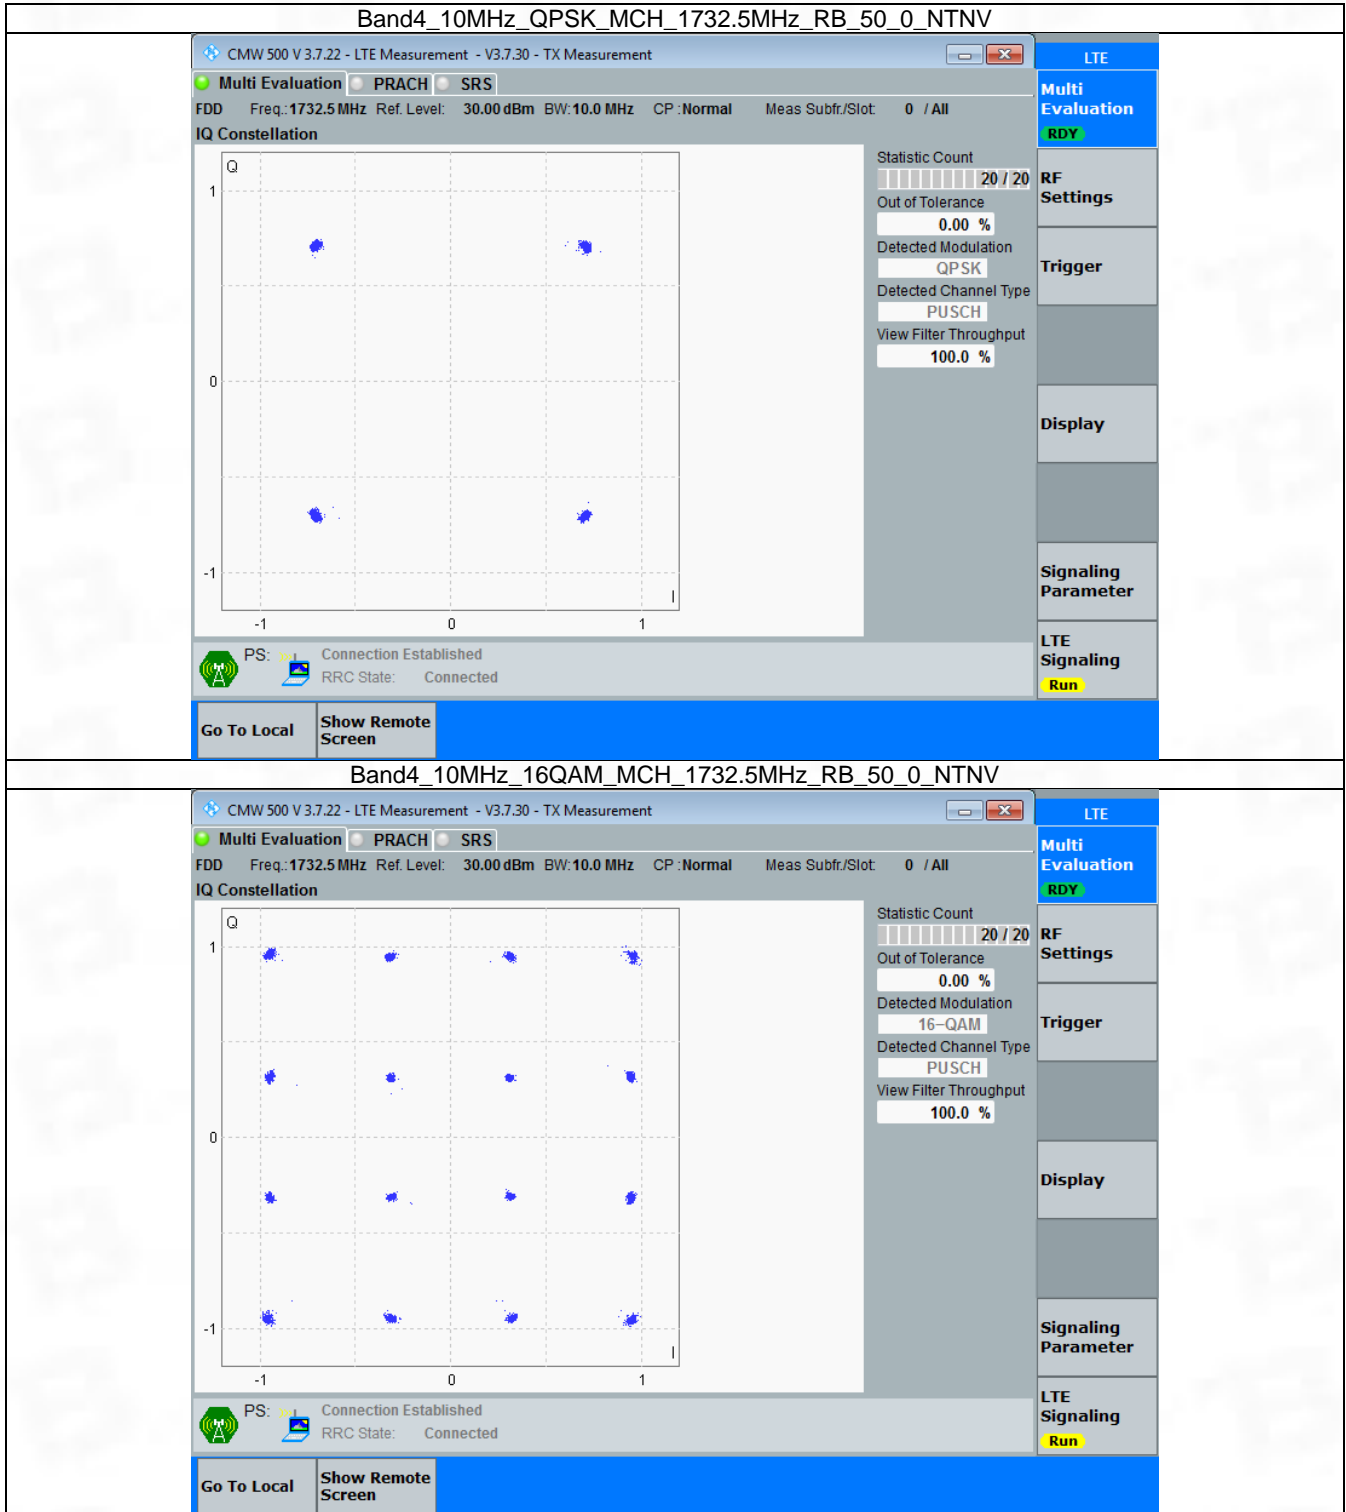 Band4_10MHz_QPSK_MCH_1732.5MHz_RB_50_0_NTNV
CMW 500 V 3.7.22 - LTE Measurement - V3.7.30 - TX Measurement
LTE
Multi Evaluation PRACH SRS
Multi Evaluation
RDY
FDD Freq.:1732.5 MHz Ref. Level: 30.00 dBm BW:10.0 MHz CP :Normal Meas Subfr./Slot: 0 / All
IQ Constellation
Q
1
0
-1
I
-1 0 1
Statistic Count
20 / 20
Out of Tolerance
0.00 %
Detected Modulation
QPSK
Detected Channel Type
PUSCH
View Filter Throughput
100.0 %
RF Settings
Trigger
Display
Signaling Parameter
LTE Signaling
Run
PS: Connection Established
RRC State: Connected
Go To Local
Show Remote Screen
Band4_10MHz_16QAM_MCH_1732.5MHz_RB_50_0_NTNV
CMW 500 V 3.7.22 - LTE Measurement - V3.7.30 - TX Measurement
LTE
Multi Evaluation PRACH SRS
Multi Evaluation
RDY
FDD Freq.:1732.5 MHz Ref. Level: 30.00 dBm BW:10.0 MHz CP :Normal Meas Subfr./Slot: 0 / All
IQ Constellation
Q
1
0
-1
I
-1 0 1
Statistic Count
20 / 20
Out of Tolerance
0.00 %
Detected Modulation
16-QAM
Detected Channel Type
PUSCH
View Filter Throughput
100.0 %
RF Settings
Trigger
Display
Signaling Parameter
LTE Signaling
Run
PS: Connection Established
RRC State: Connected
Go To Local
Show Remote Screen